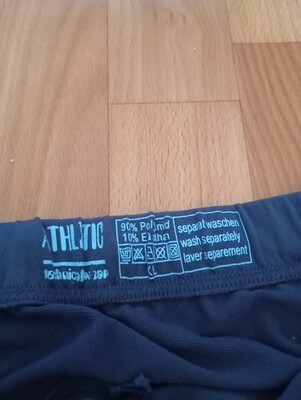 ATHLETIC
90% Polyamid
10% Elasthan
separat waschen
wash separately
laver separement